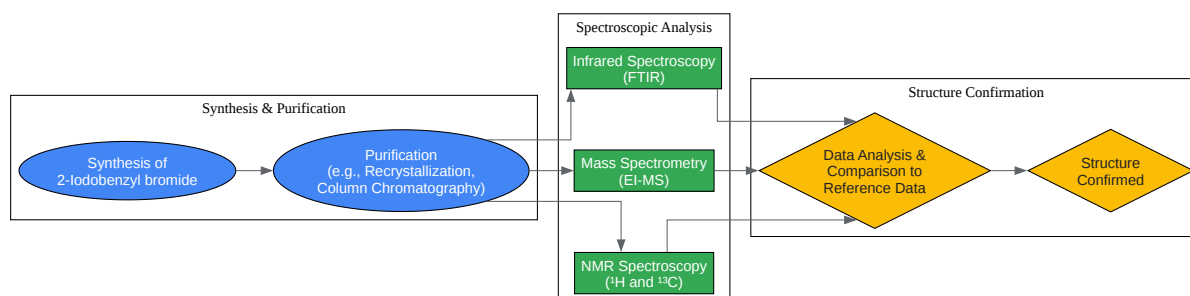 Synthesis & Purification
Synthesis of
2-Iodobenzyl bromide
Purification
(e.g., Recrystallization,
Column Chromatography)
Spectroscopic Analysis
Infrared Spectroscopy
(FTIR)
Mass Spectrometry
(EI-MS)
NMR Spectroscopy
(¹H and ¹³C)
Structure Confirmation
Data Analysis &
Comparison to
Reference Data
Structure
Confirmed